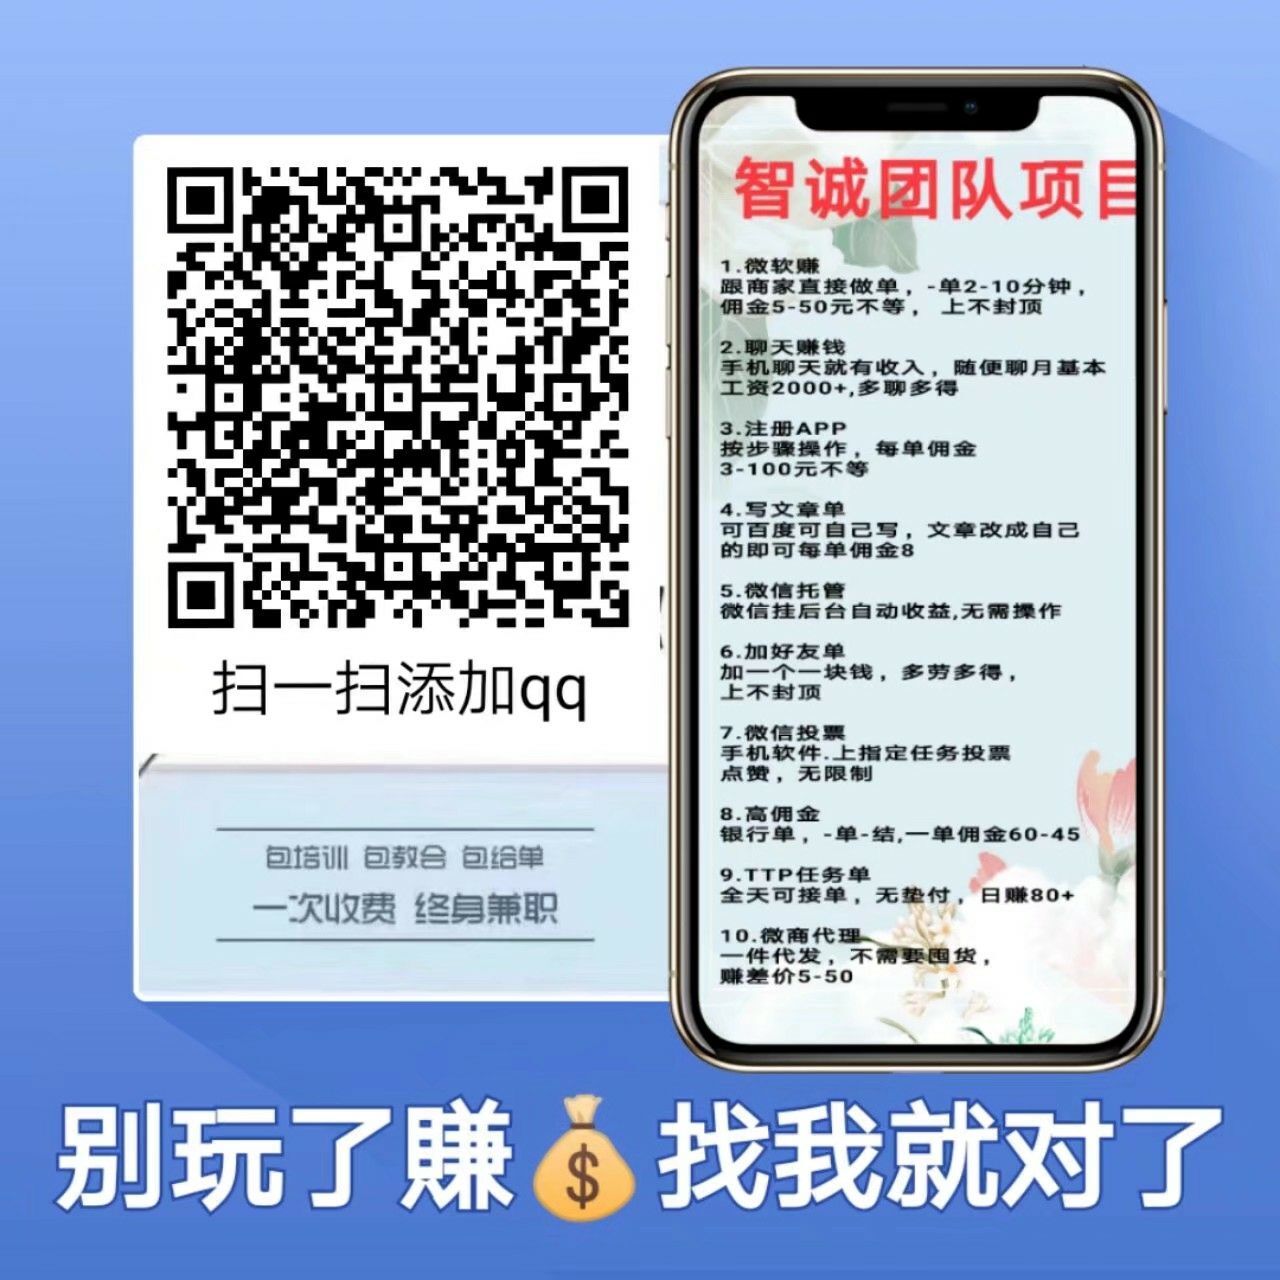 扫一扫添加qq
包培训 包教会 包给单
一次收费 终身兼职
智诚团队项目
1.微软赚
跟商家直接做单，-单2-10分钟，
佣金5-50元不等， 上不封顶
2.聊天赚钱
手机聊天就有收入，随便聊月基本
工资2000+,多聊多得
3.注册APP
按步骤操作，每单佣金
3-100元不等
4.写文章单
可百度可自己写，文章改成自己
的即可每单佣金8
5.微信托管
微信挂后台自动收益,无需操作
6.加好友单
加一个一块钱，多劳多得，
上不封顶
7.微信投票
手机软件.上指定任务投票
点赞，无限制
8.高佣金
银行单，-单-结,一单佣金60-45
9.TTP任务单
全天可接单，无垫付，日赚80+
10.微商代理
一件代发，不需要囤货，
赚差价5-50
别玩了賺$找我就对了